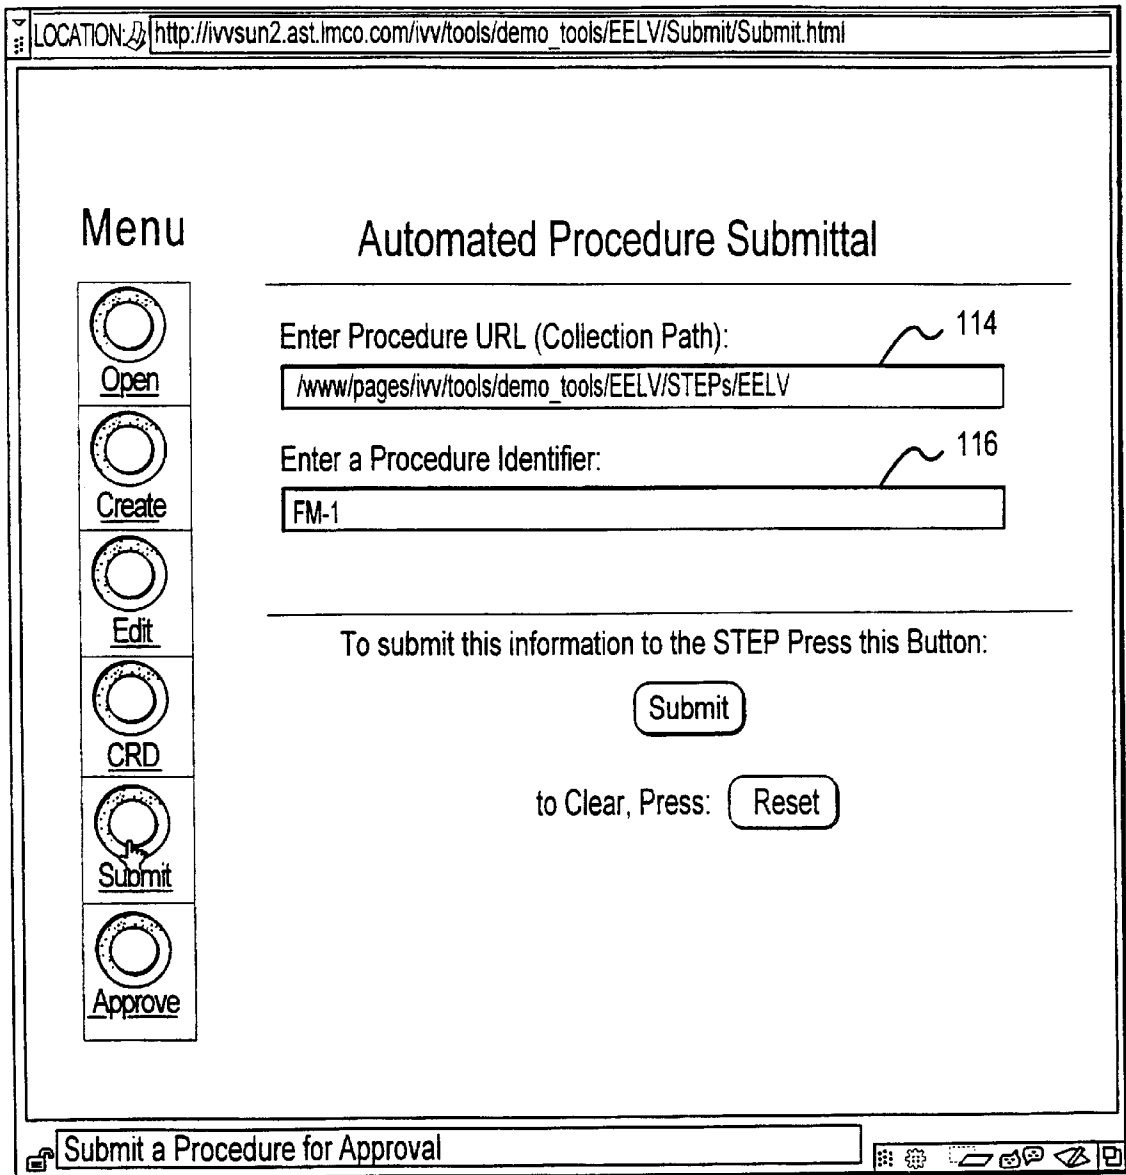 LOCATION: http://ivvsun2.ast.lmco.com/ivv/tools/demo_tools/EELV/Submit/Submit.html
Menu
Open
Create
Edit
CRD
Submit
Approve
Automated Procedure Submittal
Enter Procedure URL (Collection Path):
114
/www/pages/ivv/tools/demo_tools/EELV/STEPs/EELV
Enter a Procedure Identifier:
116
FM-1
To submit this information to the STEP Press this Button:
Submit
to Clear, Press: Reset
Submit a Procedure for Approval